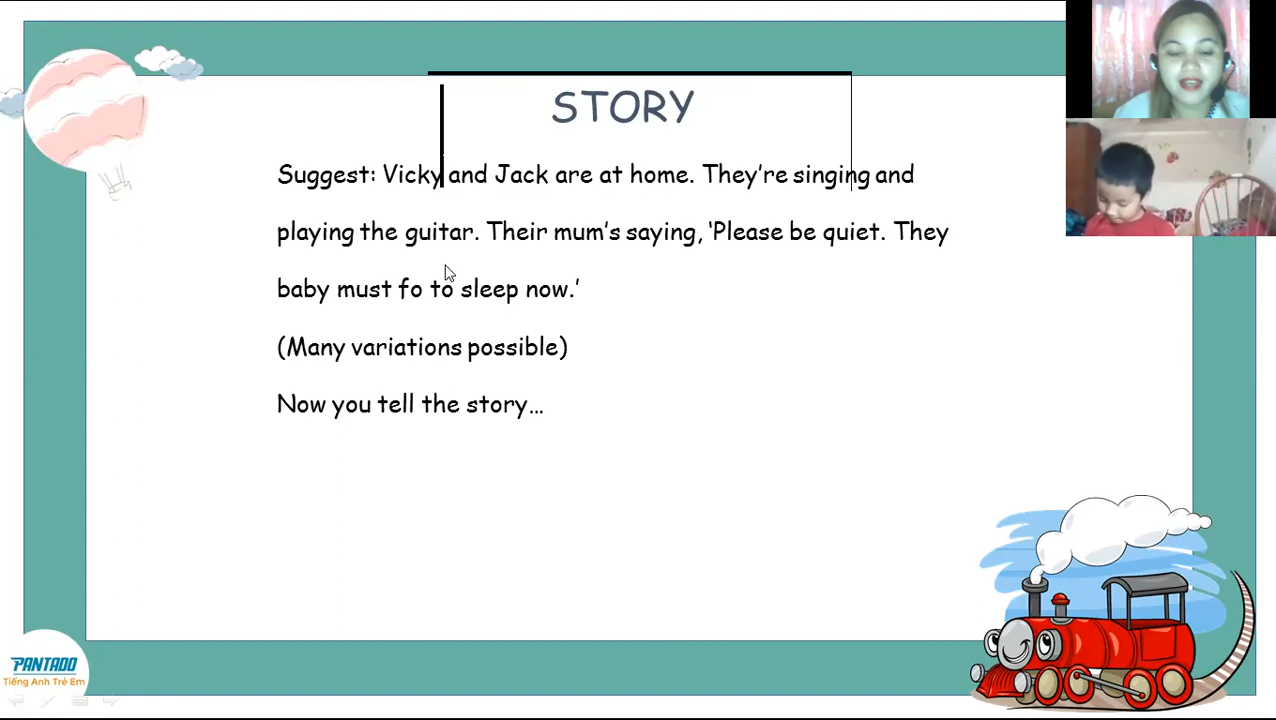 STORY
Suggest: Vicky and Jack are at home. They’re singing and
playing the guitar. Their mum’s saying, ‘Please be quiet. They
baby must fo to sleep now.’
(Many variations possible)
Now you tell the story…
PANTADO
Tiếng Anh Trẻ Em